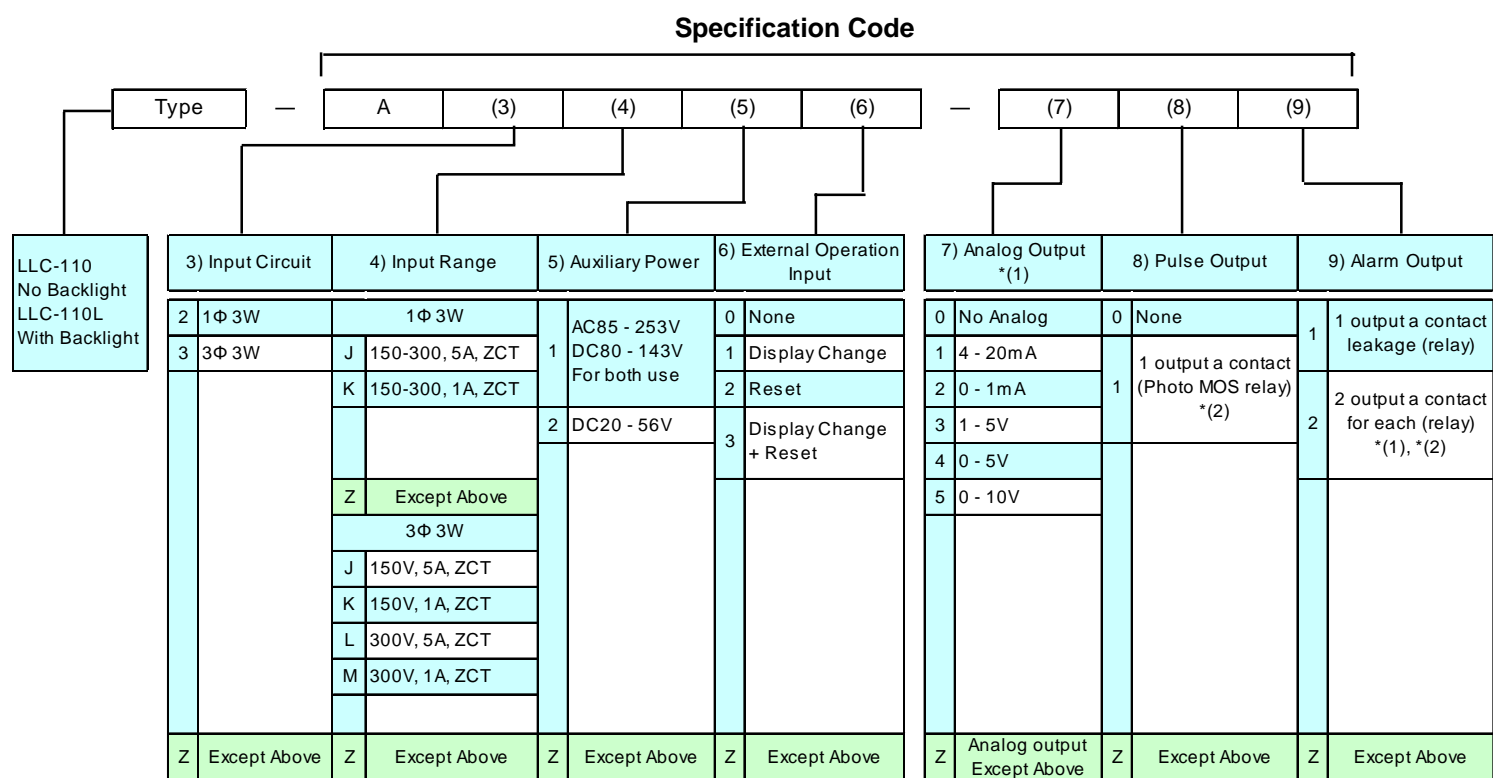 Specification Code
Type — A (3) (4) (5) (6) — (7) (8) (9)
LLC-110
No Backlight
LLC-110L
With Backlight
3) Input Circuit
2 1Φ 3W
3 3Φ 3W
Z Except Above
4) Input Range
1Φ 3W
J 150-300, 5A, ZCT
K 150-300, 1A, ZCT
Z Except Above
3Φ 3W
J 150V, 5A, ZCT
K 150V, 1A, ZCT
L 300V, 5A, ZCT
M 300V, 1A, ZCT
Z Except Above
5) Auxiliary Power
1
AC85 - 253V
DC80 - 143V
For both use
2 DC20 - 56V
Z Except Above
6) External Operation
Input
0 None
1 Display Change
2 Reset
3
Display Change
+ Reset
Z Except Above
7) Analog Output
*(1)
0 No Analog
1 4 - 20mA
2 0 - 1mA
3 1 - 5V
4 0 - 5V
5 0 - 10V
Z
Analog output
Except Above
8) Pulse Output
0 None
1
1 output a contact
(Photo MOS relay)
*(2)
Z Except Above
9) Alarm Output
1
1 output a contact
leakage (relay)
2
2 output a contact
for each (relay)
*(1), *(2)
Z Except Above